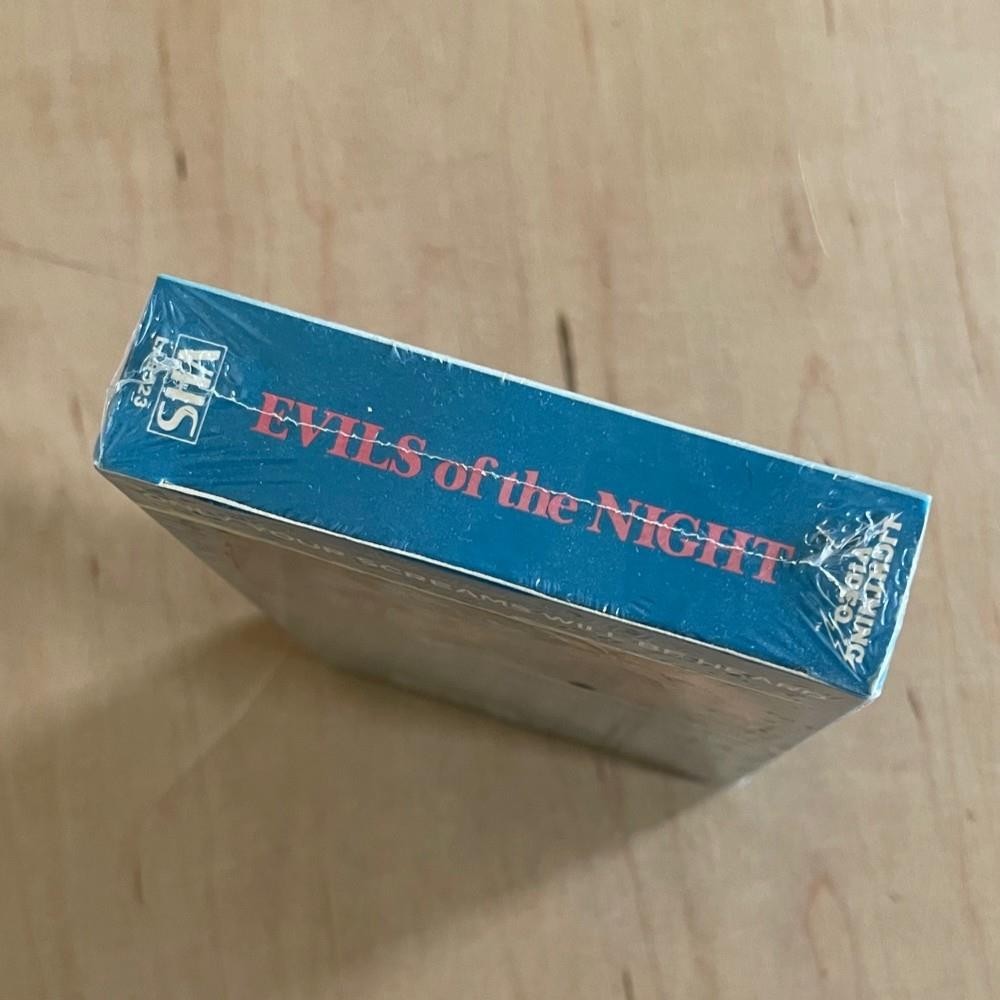 VHS
EVILS of the NIGHT
LIGHTNING
VIDEO
YOUR SCREAMS WILL BE HEARD